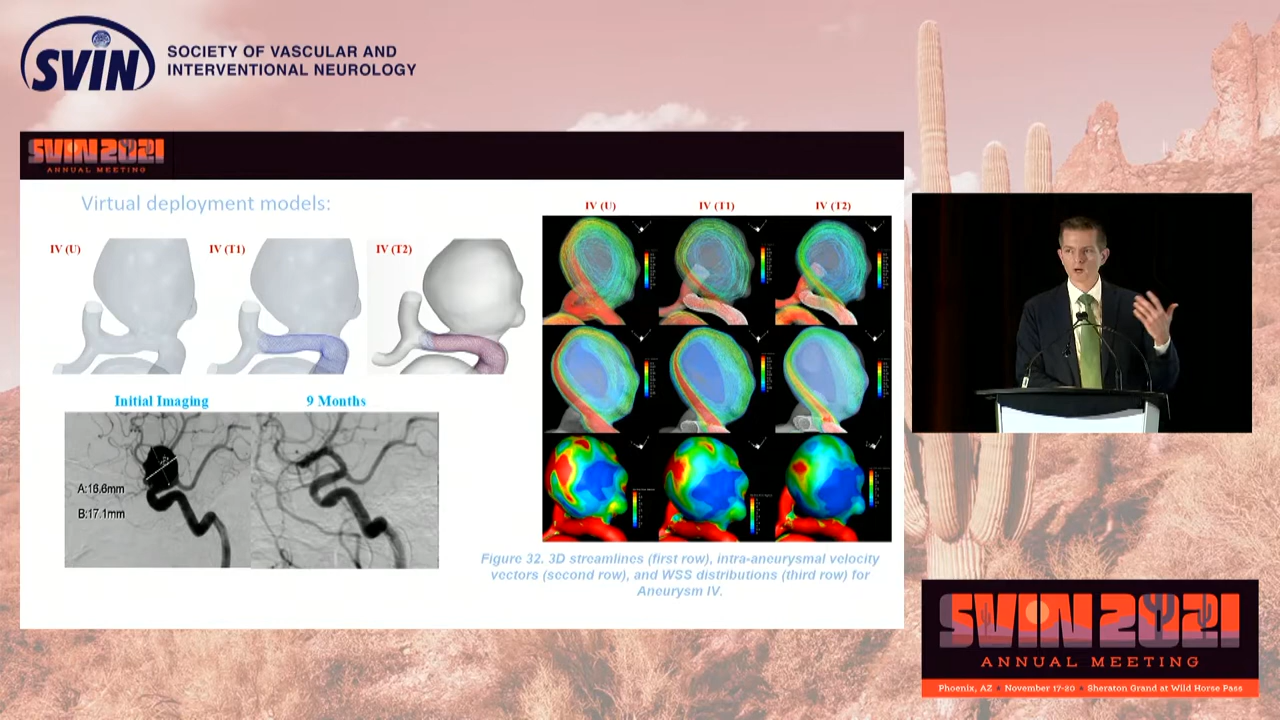 SVIN
SOCIETY OF VASCULAR AND
INTERVENTIONAL NEUROLOGY
SVIN 2021
ANNUAL MEETING
Virtual deployment models:
IV (U)
IV (T1)
IV (T2)
IV (U)
IV (T1)
IV (T2)
Initial Imaging
9 Months
A:16,6mm
B:17.1mm
Figure 32. 3D streamlines (first row), intra-aneurysmal velocity
vectors (second row), and WSS distributions (third row) for
Aneurysm IV.
SVIN 2021
ANNUAL MEETING
Phoenix, AZ • November 17-20 • Sheraton Grand at Wild Horse Pass